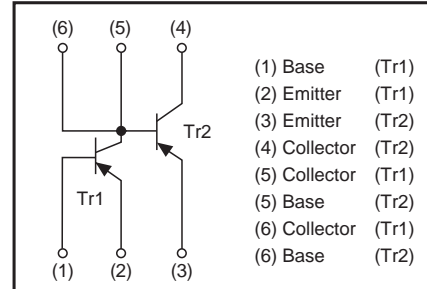 (6) (5) (4)
Tr2
Tr1
(1) (2) (3)
(1) Base (Tr1)
(2) Emitter (Tr1)
(3) Emitter (Tr2)
(4) Collector (Tr2)
(5) Collector (Tr1)
(5) Base (Tr2)
(6) Collector (Tr1)
(6) Base (Tr2)